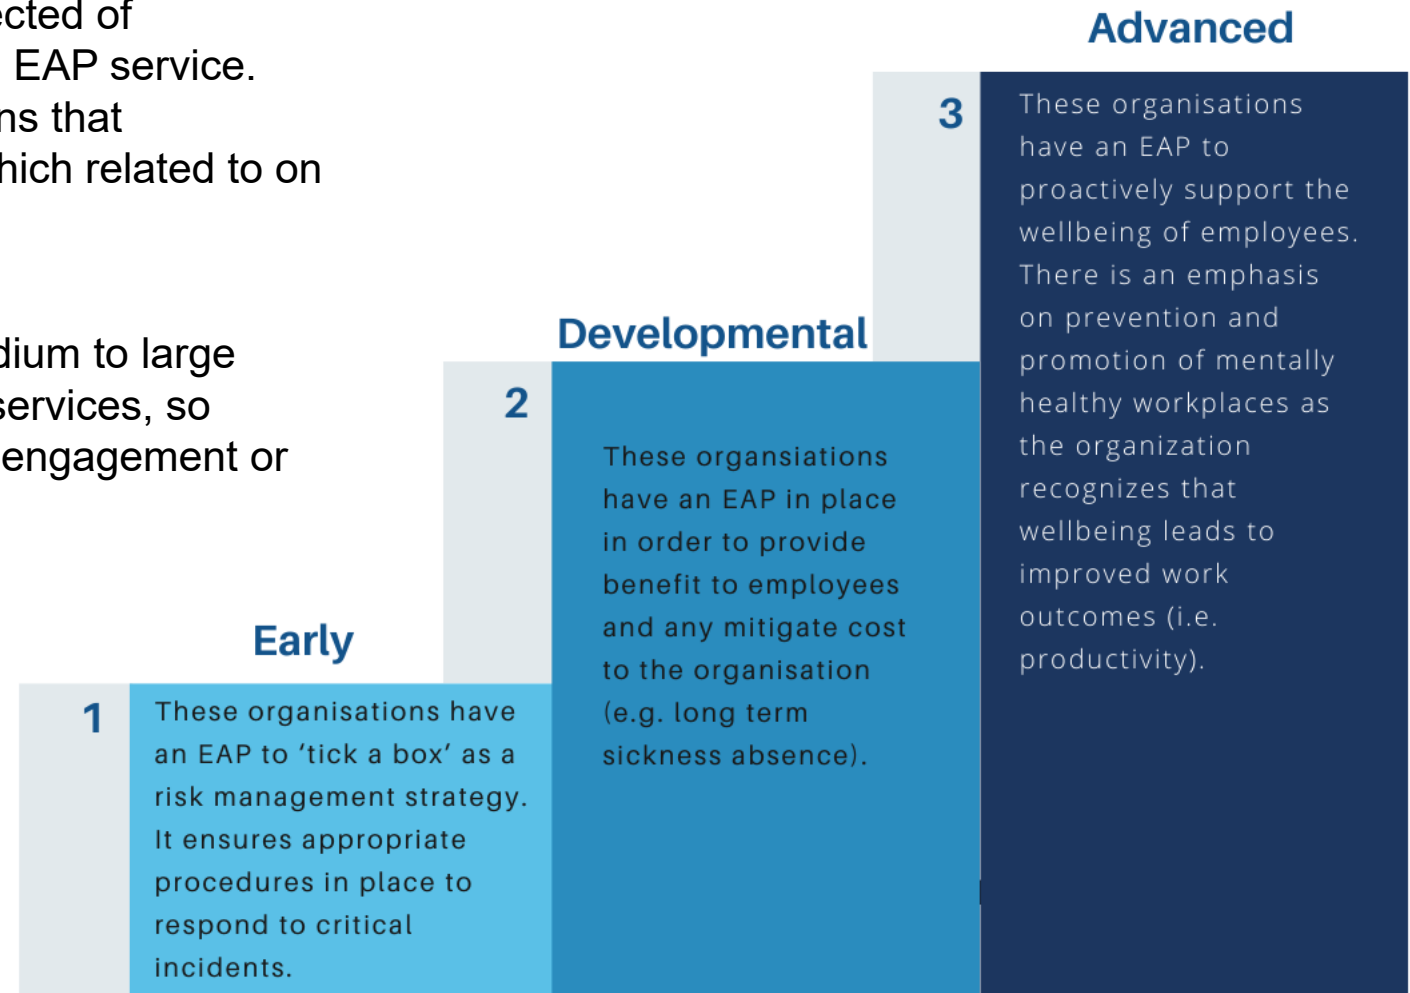 ected of
EAP service.
ns that
hich related to on
dium to large
services, so
engagement or
Advanced
3
These organisations
have an EAP to
proactively support the
wellbeing of employees.
There is an emphasis
on prevention and
promotion of mentally
healthy workplaces as
the organization
recognizes that
wellbeing leads to
improved work
outcomes (i.e.
productivity).
Developmental
2
These organsiations
have an EAP in place
in order to provide
benefit to employees
and any mitigate cost
to the organisation
(e.g. long term
sickness absence).
Early
1
These organisations have
an EAP to ‘tick a box’ as a
risk management strategy.
It ensures appropriate
procedures in place to
respond to critical
incidents.